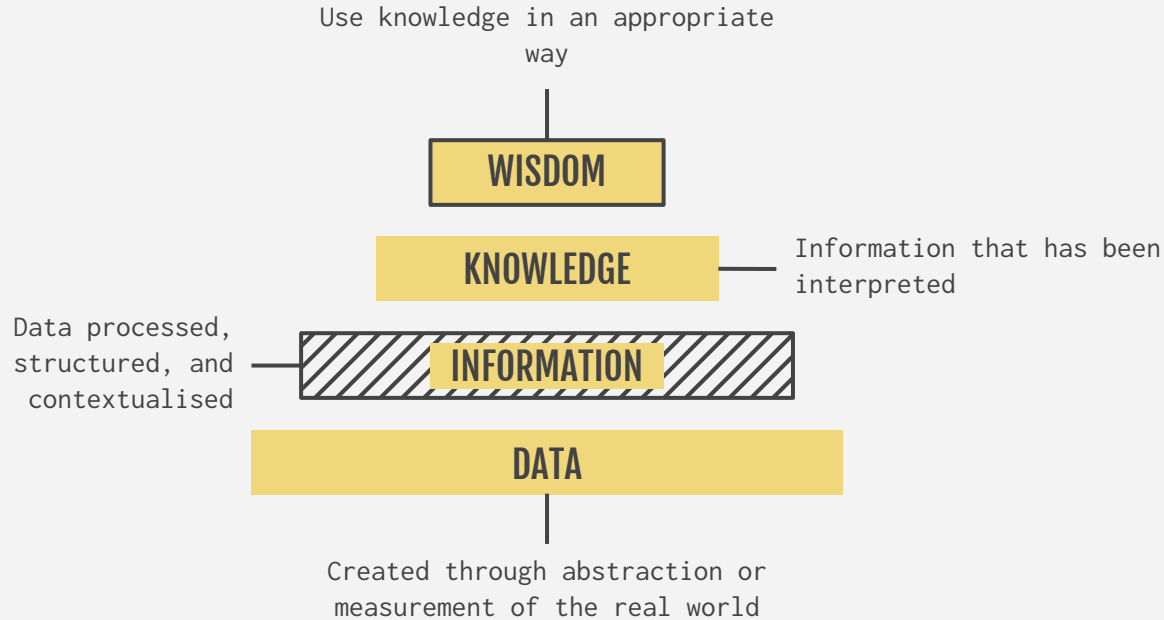 Use knowledge in an appropriate
way
WISDOM
KNOWLEDGE
Information that has been
interpreted
Data processed,
structured, and
contextualised
INFORMATION
DATA
Created through abstraction or
measurement of the real world